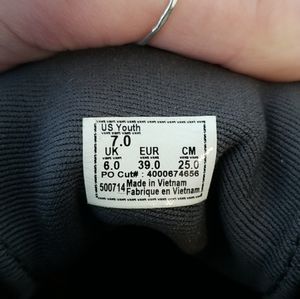 US Youth
7.0
UK EUR CM
6.0 39.0 25.0
PO Cut# : 4000674656
500714 Made in Vietnam
Fabrique en Vietnam